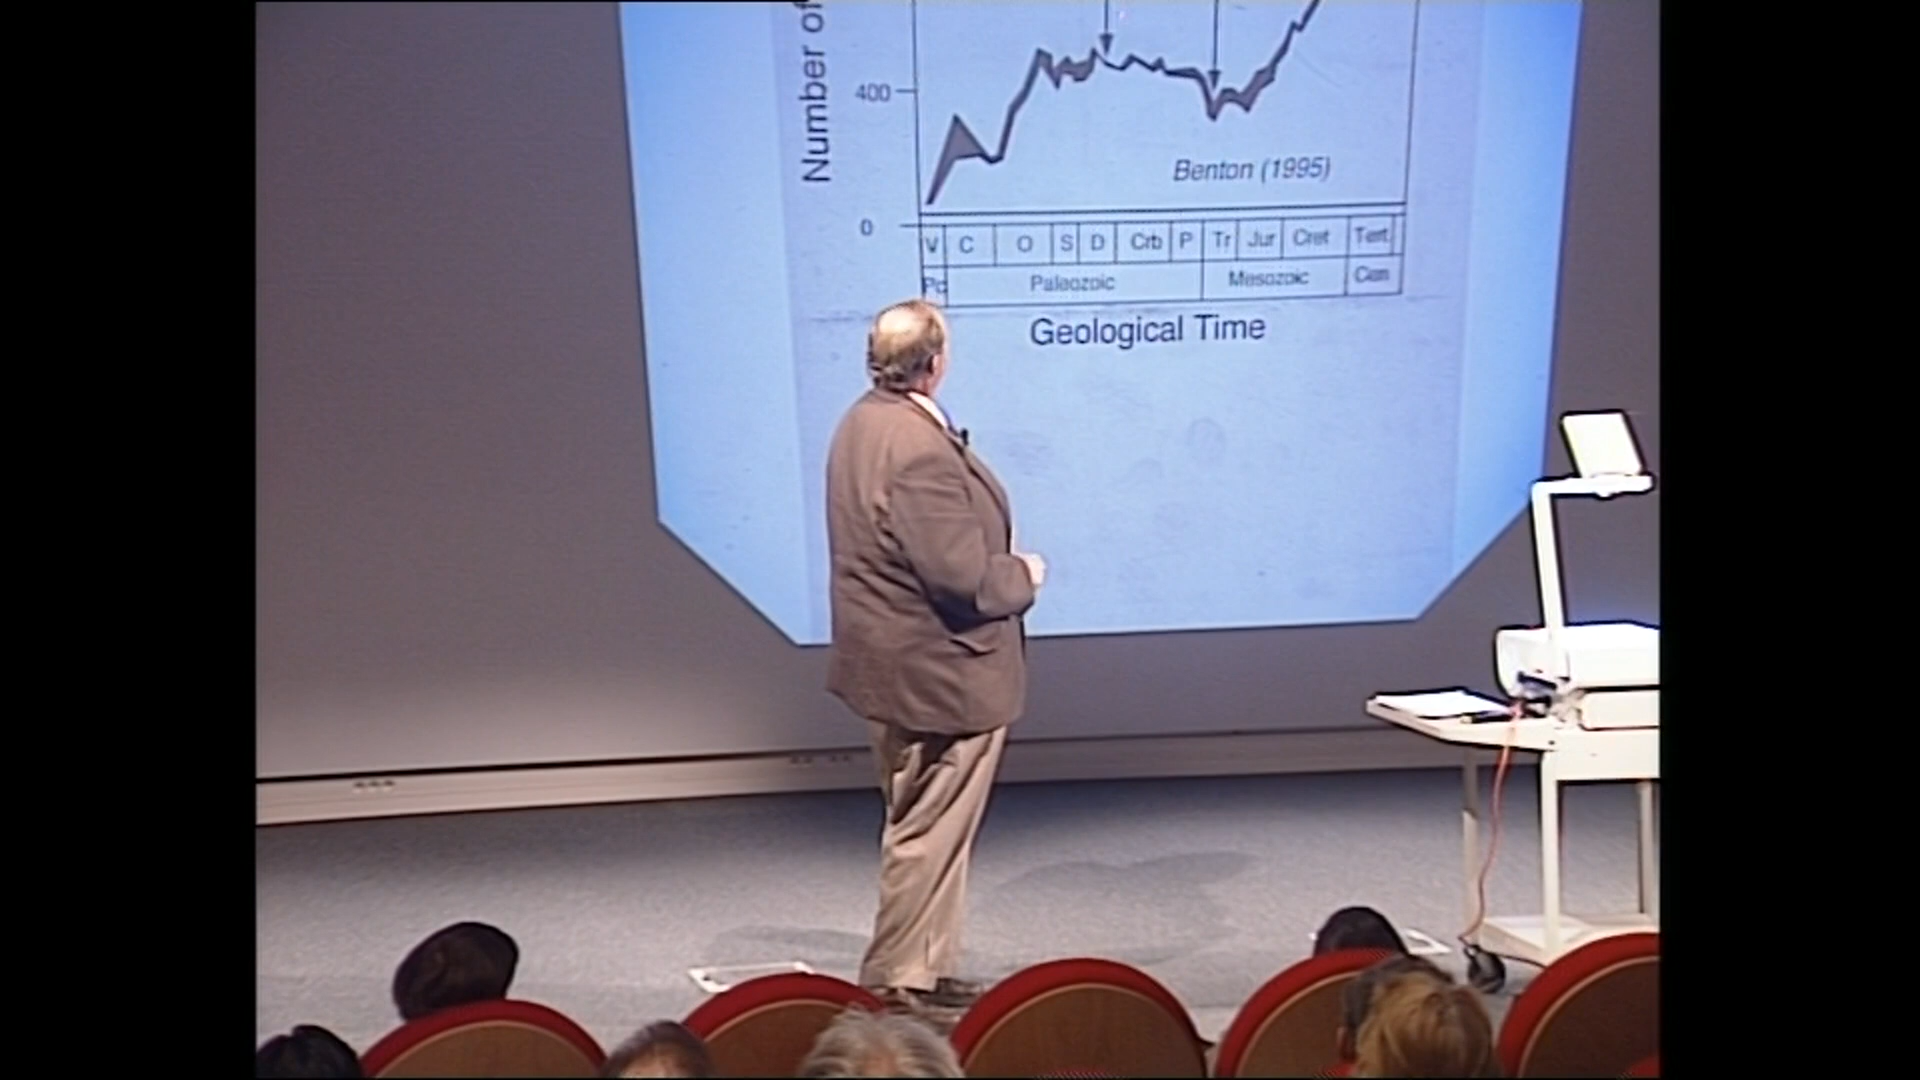 Number of
400
Benton (1995)
0
V C O S D Crb P Tr Jur Cret Tert
Pc Paleozoic Mesozoic Cen
Geological Time